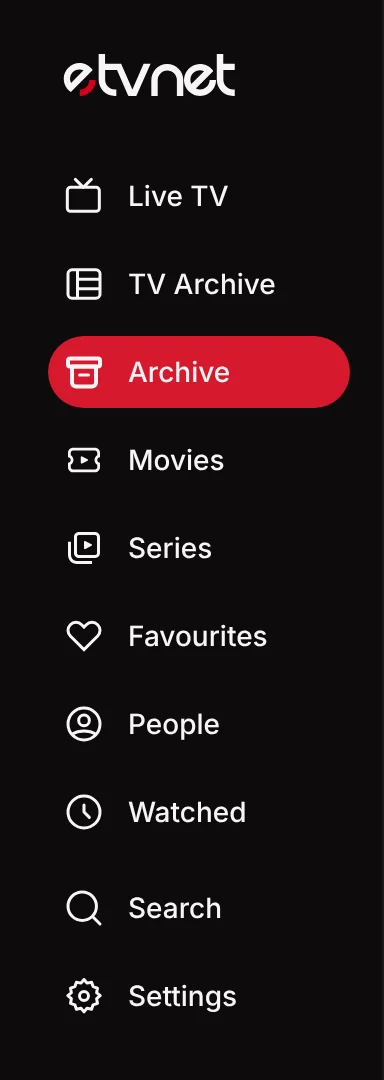 etvnet
Live TV
TV Archive
Archive
Movies
Series
Favourites
People
Watched
Search
Settings